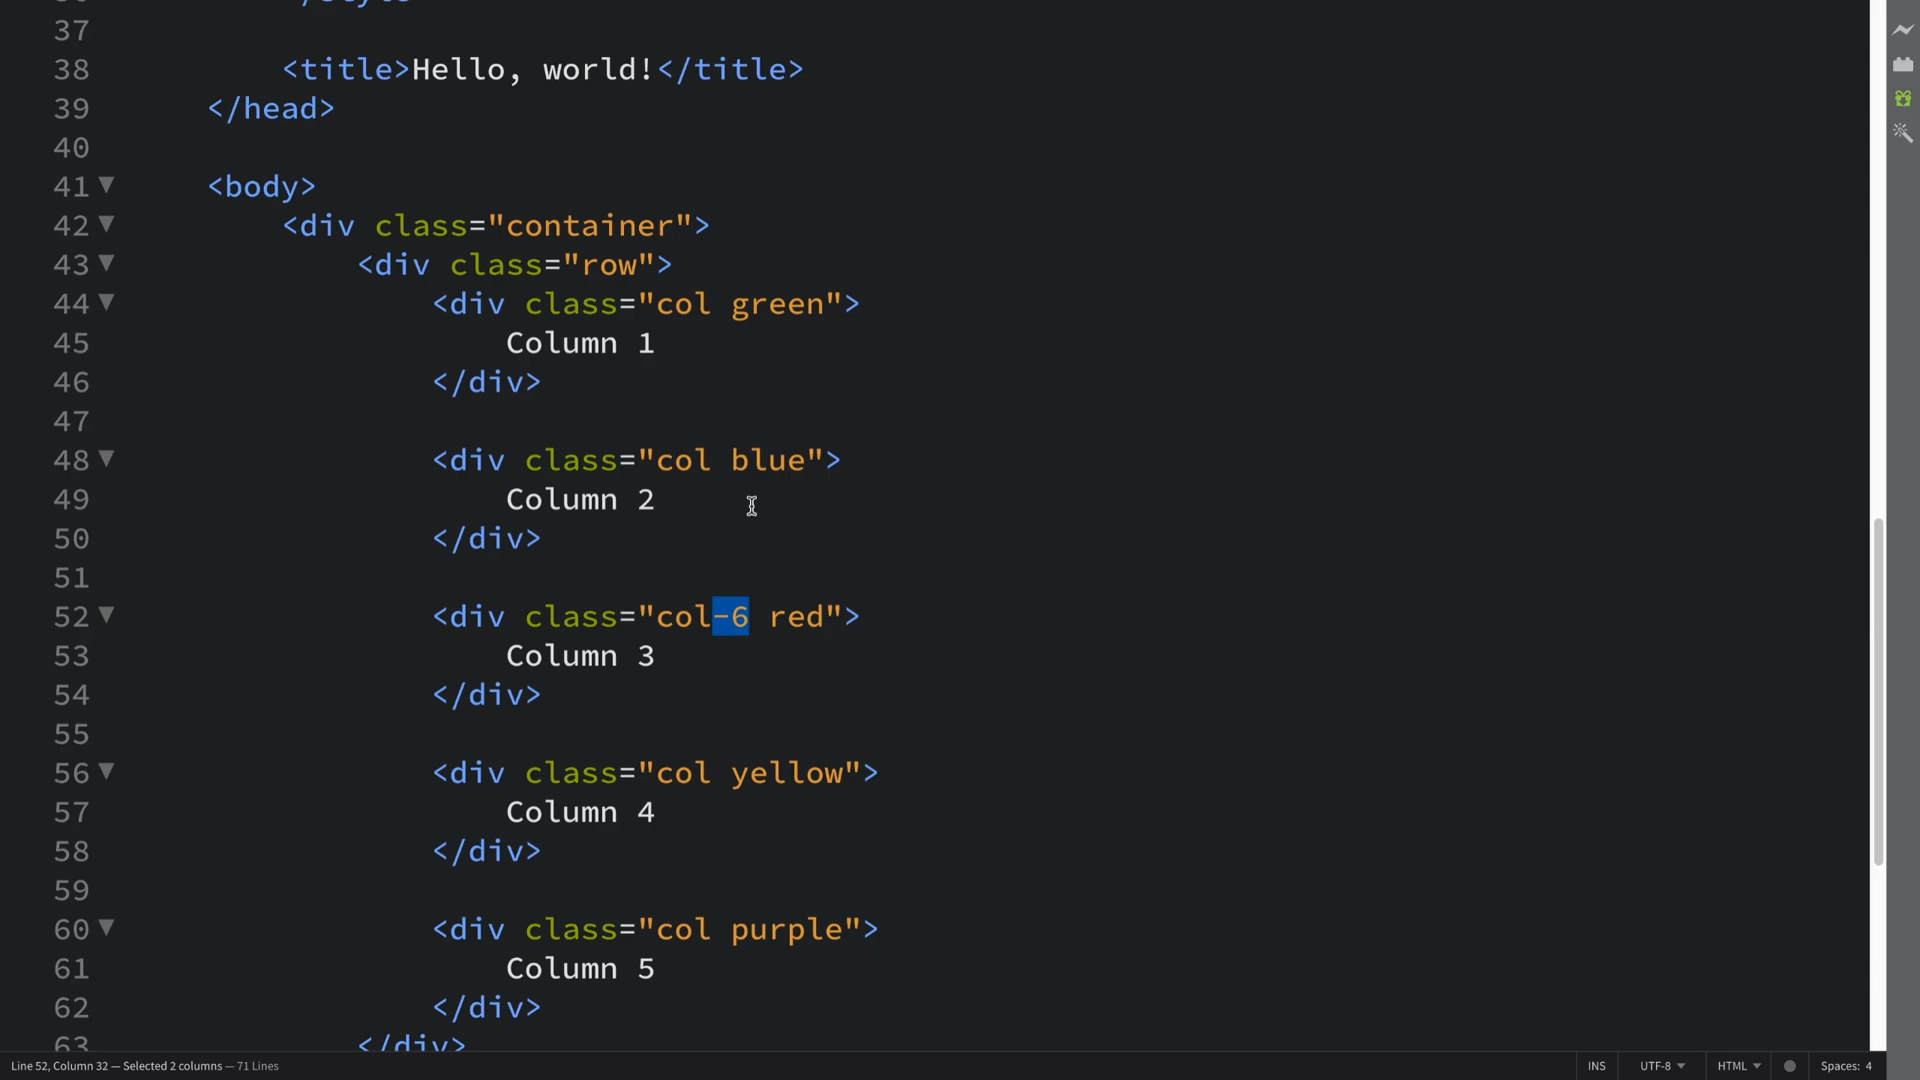 37
38 <title>Hello, world!</title>
39 </head>
40
41 <body>
42 <div class="container">
43 <div class="row">
44 <div class="col green">
45 Column 1
46 </div>
47
48 <div class="col blue">
49 Column 2
50 </div>
51
52 <div class="col-6 red">
53 Column 3
54 </div>
55
56 <div class="col yellow">
57 Column 4
58 </div>
59
60 <div class="col purple">
61 Column 5
62 </div>
63 </div>
Line 52, Column 32 — Selected 2 columns — 71 Lines INS UTF-8 HTML Spaces: 4